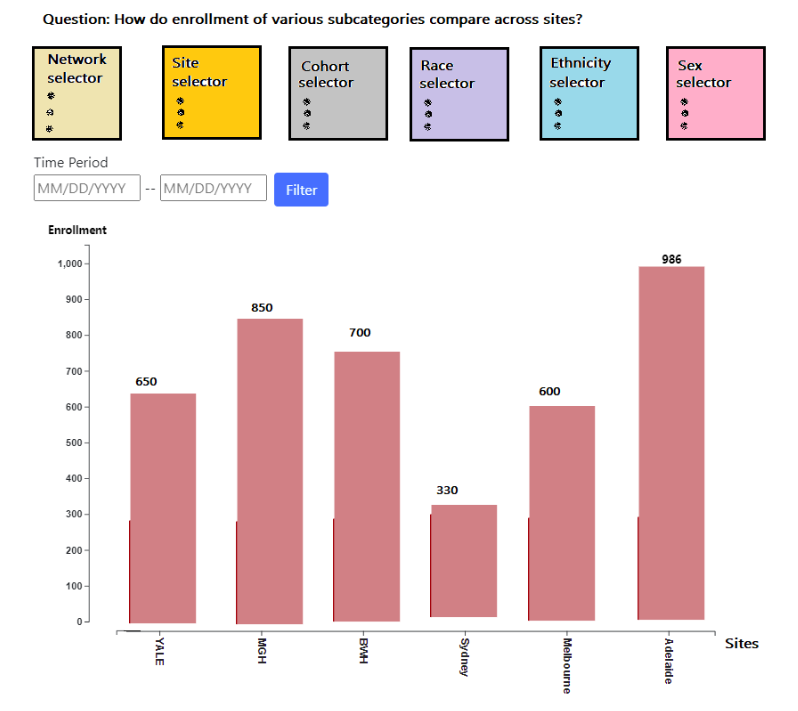 Question: How do enrollment of various subcategories compare across sites?
Network
selector
Site
selector
Cohort
selector
Race
selector
Ethnicity
selector
Sex
selector
Time Period
MM/DD/YYYY -- MM/DD/YYYY Filter
Enrollment
1,000
900
800
700
600
500
400
300
200
100
0
650
850
700
330
600
986
YALE
MGH
BWH
Sydney
Melbourne
Adelaide
Sites